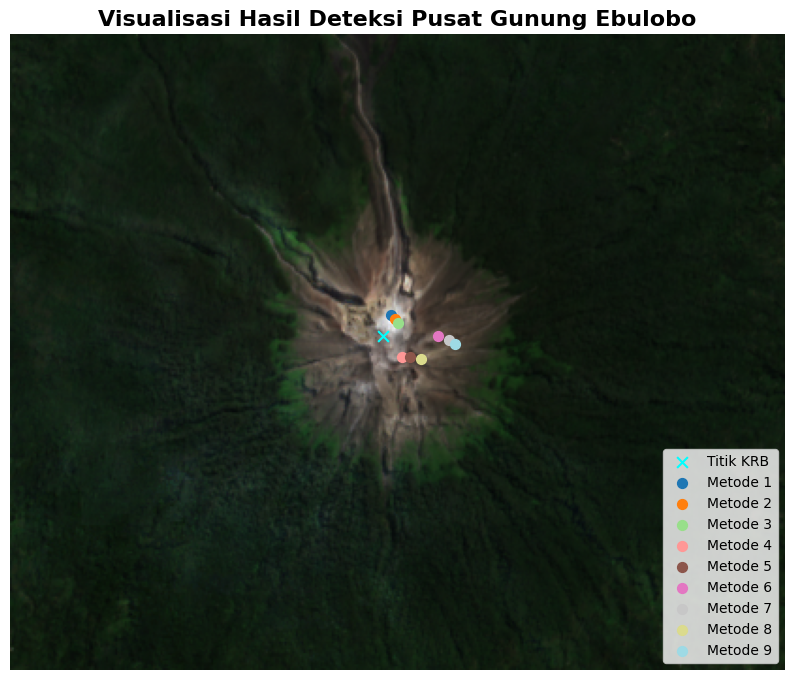 Visualisasi Hasil Deteksi Pusat Gunung Ebulobo
Titik KRB
Metode 1
Metode 2
Metode 3
Metode 4
Metode 5
Metode 6
Metode 7
Metode 8
Metode 9